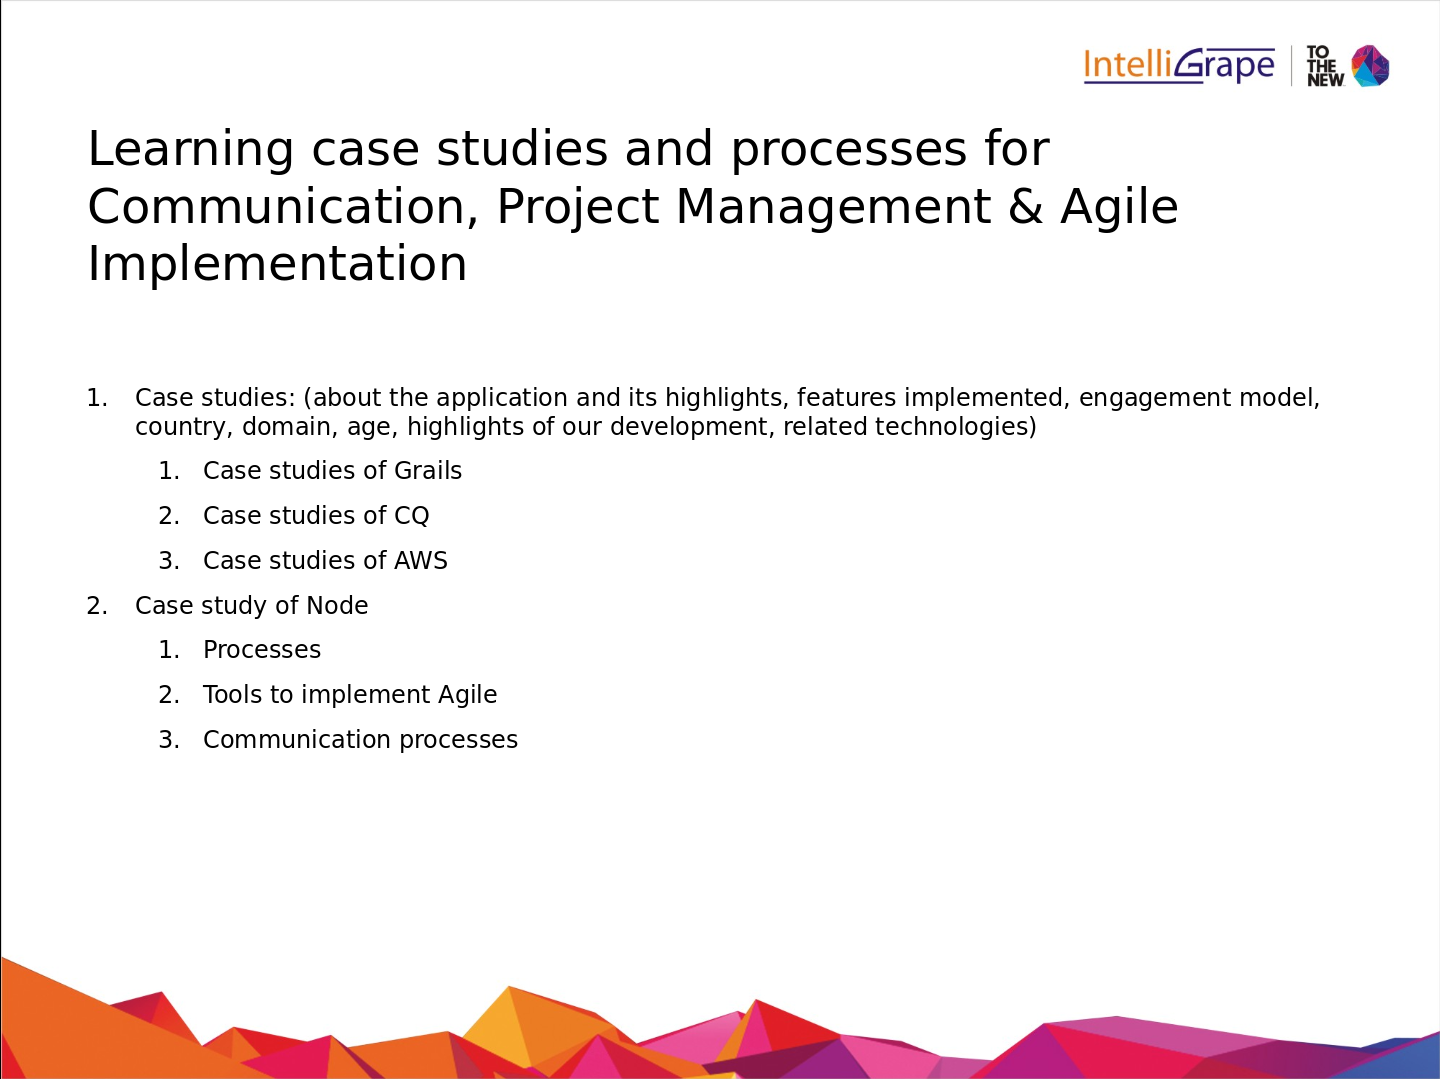 IntelliGrape
TO
THE
NEW
Learning case studies and processes for
Communication, Project Management & Agile
Implementation
1. Case studies: (about the application and its highlights, features implemented, engagement model,
country, domain, age, highlights of our development, related technologies)
1. Case studies of Grails
2. Case studies of CQ
3. Case studies of AWS
2. Case study of Node
1. Processes
2. Tools to implement Agile
3. Communication processes